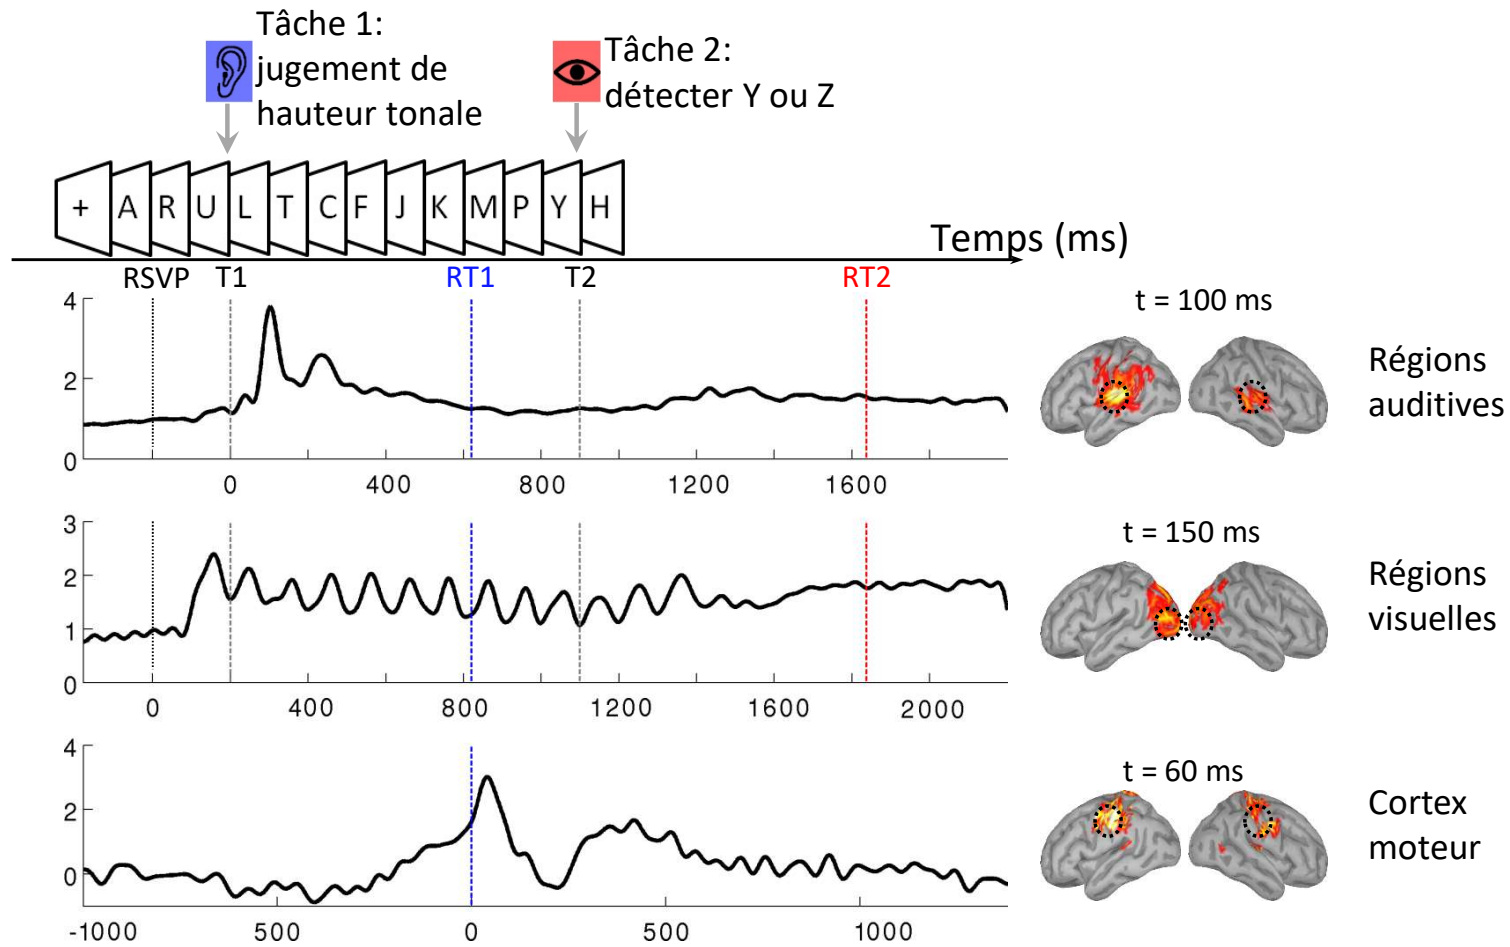 Tâche 1:
jugement de
hauteur tonale
Tâche 2:
détecter Y ou Z
+ A R U L T C F J K M P Y H
Temps (ms)
RSVP T1 RT1 T2 RT2
4
2
0
0 400 800 1200 1600
t = 100 ms
Régions
auditives
3
2
1
0
0 400 800 1200 1600 2000
t = 150 ms
Régions
visuelles
4
2
0
-1000 500 0 500 1000
t = 60 ms
Cortex
moteur